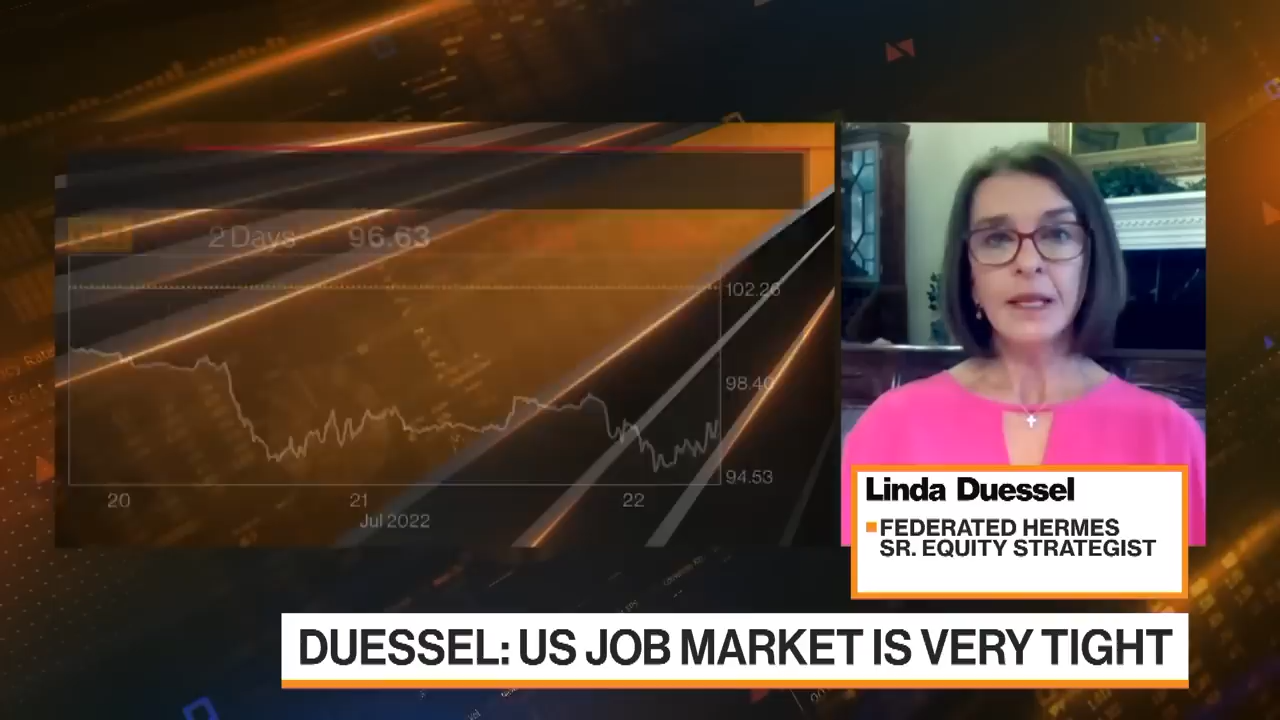 2 Days
96.63
102.26
98.40
94.53
20
21
22
Jul 2022
Linda Duessel
FEDERATED HERMES
SR. EQUITY STRATEGIST
DUESSEL: US JOB MARKET IS VERY TIGHT